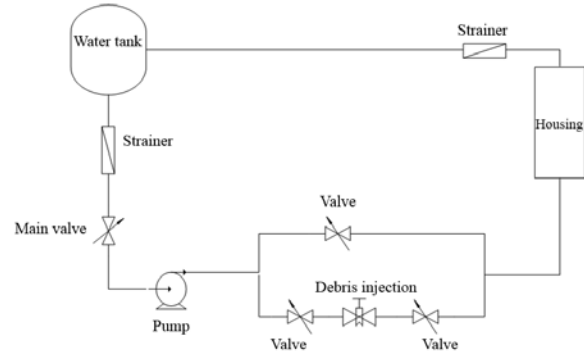 Strainer
Water tank
Housing
Strainer
Valve
Main valve
Debris injection
Pump
Valve
Valve